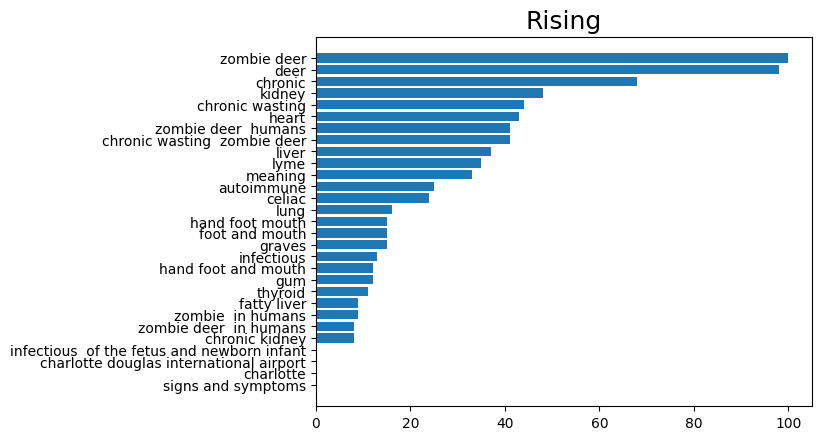 Rising
zombie deer
deer
chronic
kidney
chronic wasting
heart
zombie deer  humans
chronic wasting  zombie deer
liver
lyme
meaning
autoimmune
celiac
lung
hand foot mouth
foot and mouth
graves
infectious
hand foot and mouth
gum
thyroid
fatty liver
zombie  in humans
zombie deer  in humans
chronic kidney
infectious  of the fetus and newborn infant
charlotte douglas international airport
charlotte
signs and symptoms
0 20 40 60 80 100